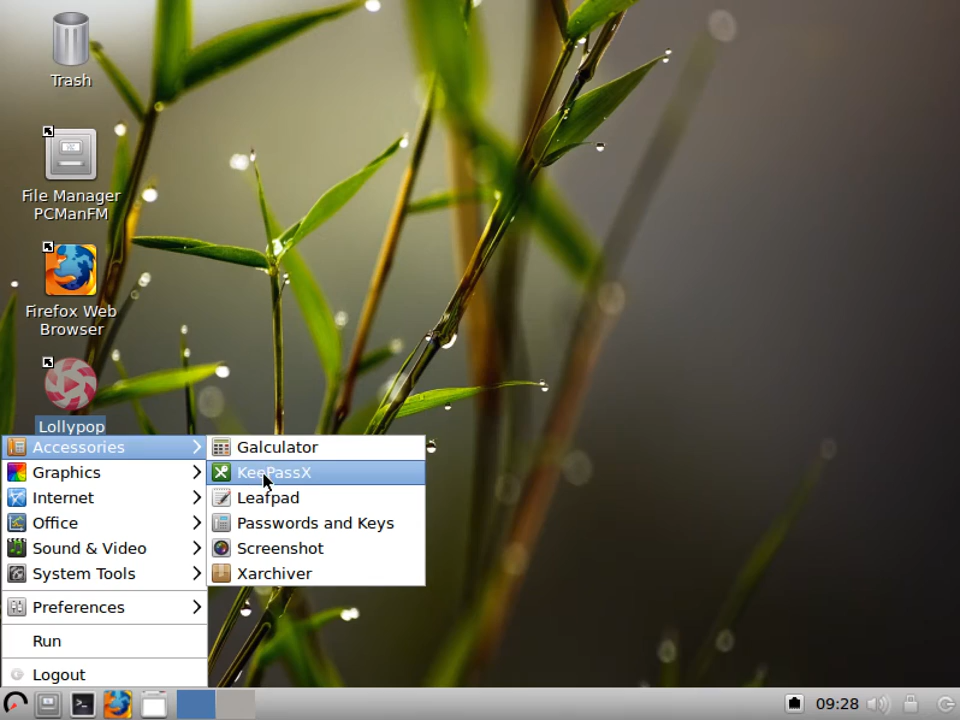 Trash
File Manager
PCManFM
Firefox Web
Browser
Lollypop
Accessories
Graphics
Internet
Office
Sound & Video
System Tools
Preferences
Run
Logout
Galculator
KeePassX
Leafpad
Passwords and Keys
Screenshot
Xarchiver
09:28